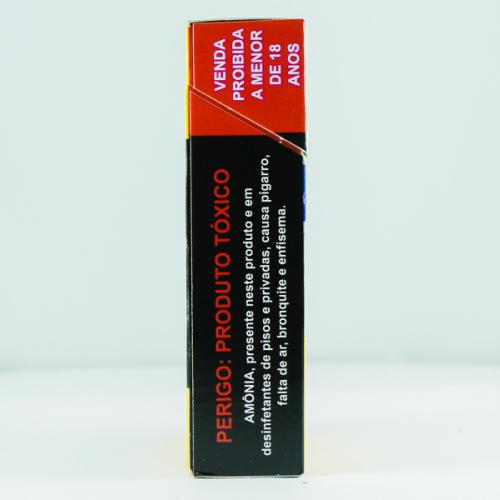 VENDA
PROIBIDA
A MENOR
DE 18
ANOS
PERIGO: PRODUTO TÓXICO
AMÔNIA, presente neste produto e em
desinfetantes de pisos e privadas, causa pigarro,
falta de ar, bronquite e enfisema.